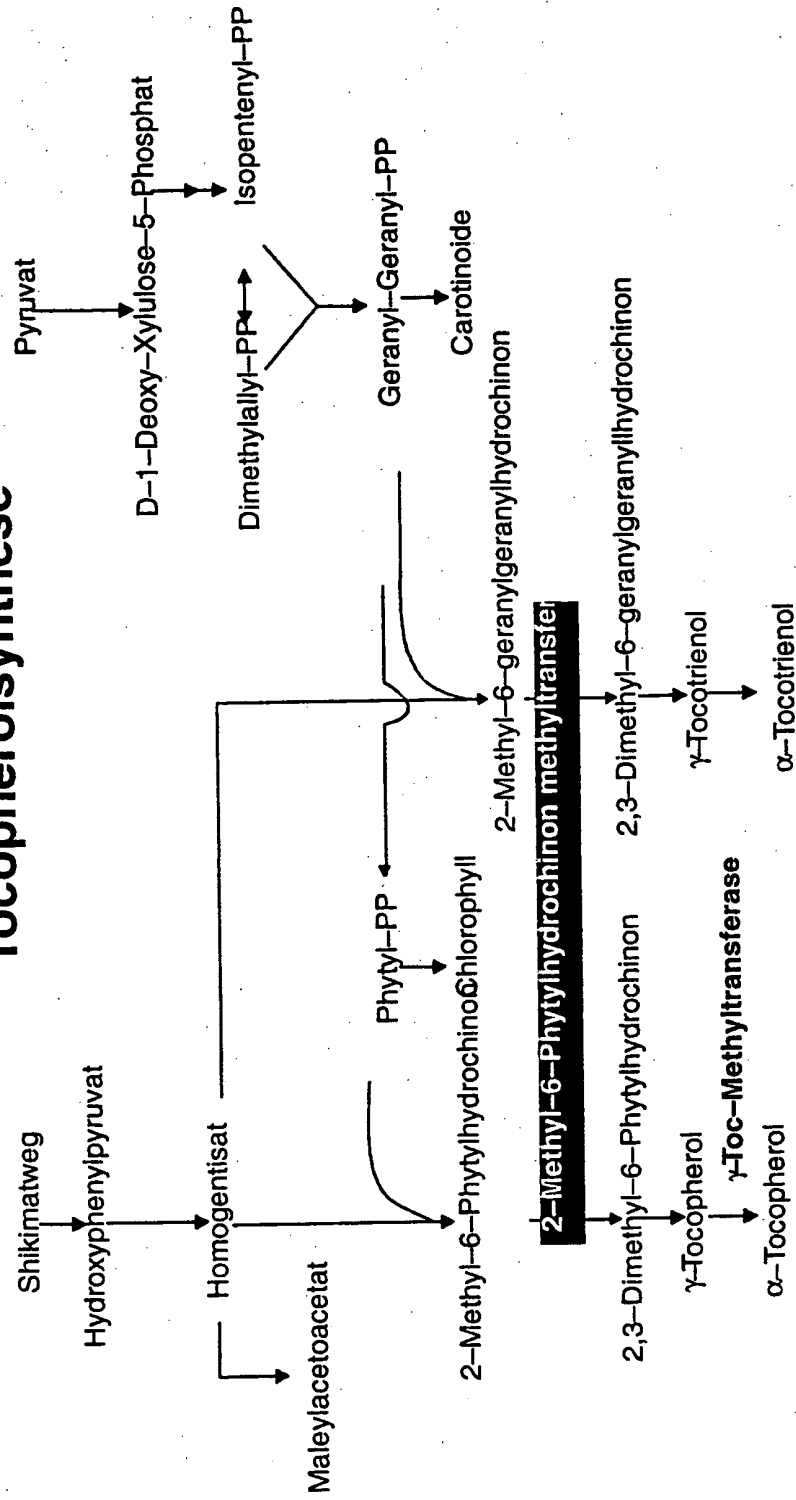 Tocopherolsynthese
Shikimatweg
Pyruvat
Hydroxyphenylpyruvat
D-1-Deoxy-Xylulose-5-Phosphat
Homogentisat
Dimethylallyl-PP
Isopentenyl-PP
Maleylacetoacetat
Phytyl-PP
Geranyl-Geranyl-PP
2-Methyl-6-Phytylhydrochinon
Chlorophyll
Carotinoide
2-Methyl-6-geranylgeranylhydrochinon
2-Methyl-6-Phytylhydrochinon methyltransfer
2,3-Dimethyl-6-Phytylhydrochinon
2,3-Dimethyl-6-geranylgeranyllhydrochinon
γ-Tocopherol
γ-Tocotrienol
γ-Toc-Methyltransferase
α-Tocopherol
α-Tocotrienol